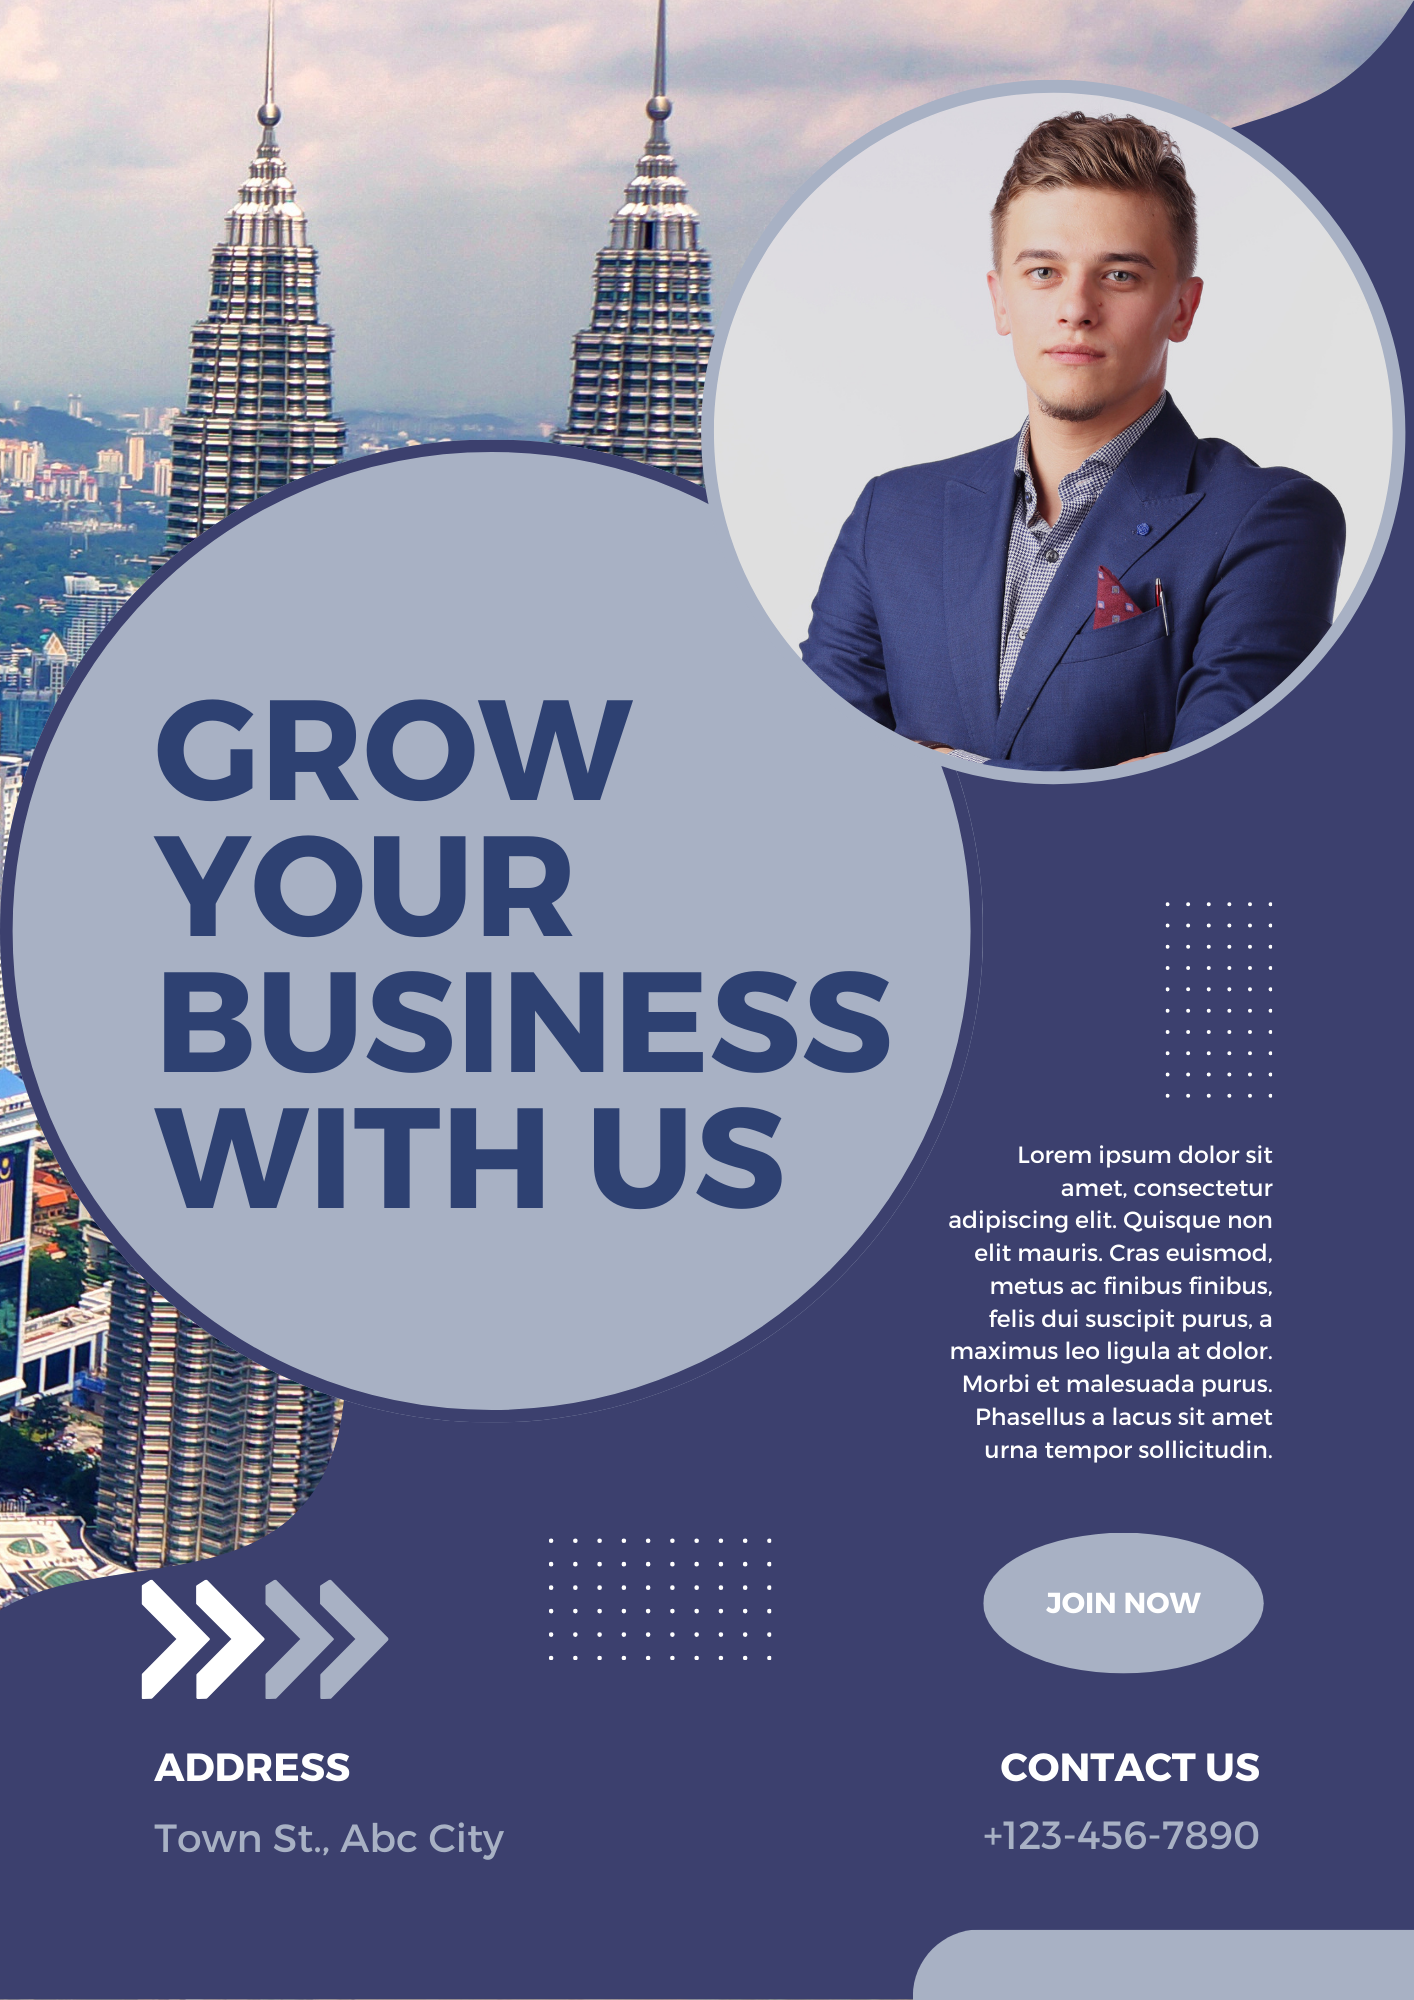 GROW
YOUR
BUSINESS
WITH US
Lorem ipsum dolor sit
amet, consectetur
adipiscing elit. Quisque non
elit mauris. Cras euismod,
metus ac finibus finibus,
felis dui suscipit purus, a
maximus leo ligula at dolor.
Morbi et malesuada purus.
Phasellus a lacus sit amet
urna tempor sollicitudin.
JOIN NOW
ADDRESS
Town St., Abc City
CONTACT US
+123-456-7890